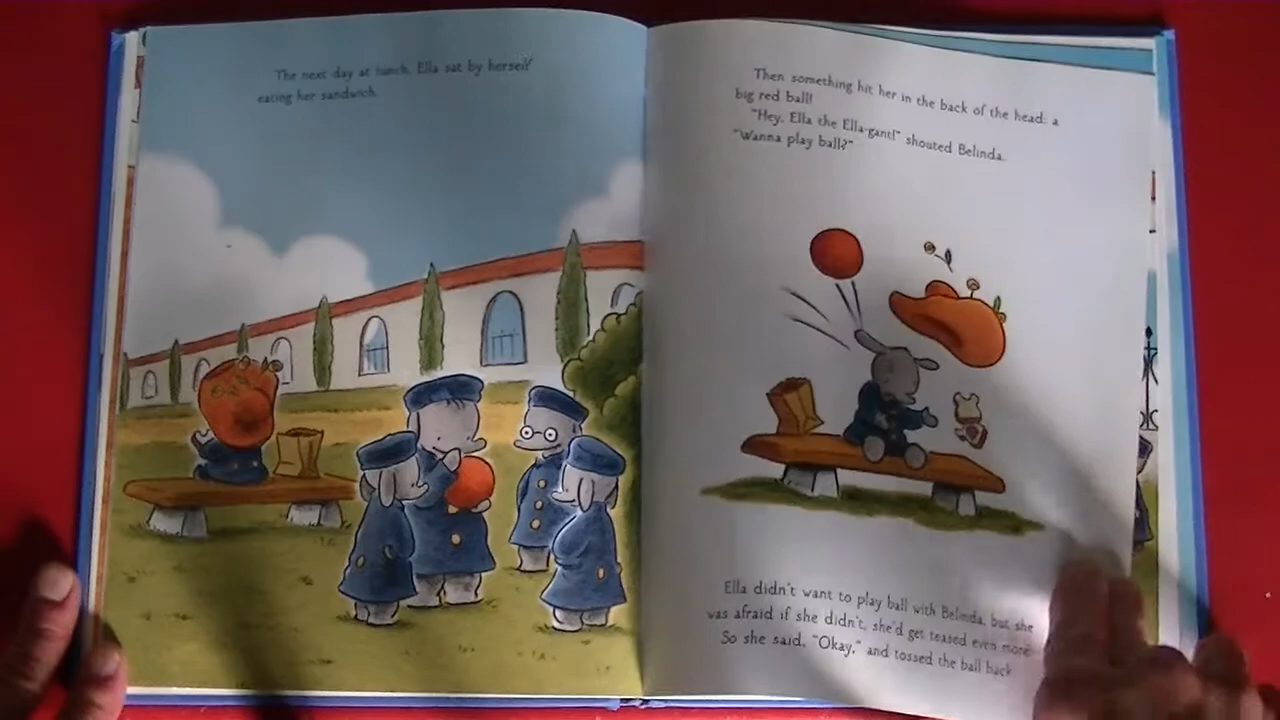 The next day at lunch, Ella sat by herself
eating her sandwich.
Then something hit her in the back of the head: a
big red ball!
"Hey, Ella the Ella-gant!" shouted Belinda.
"Wanna play ball?"
Ella didn't want to play ball with Belinda, but she
was afraid if she didn't, she'd get teased even more.
So she said, "Okay," and tossed the ball back